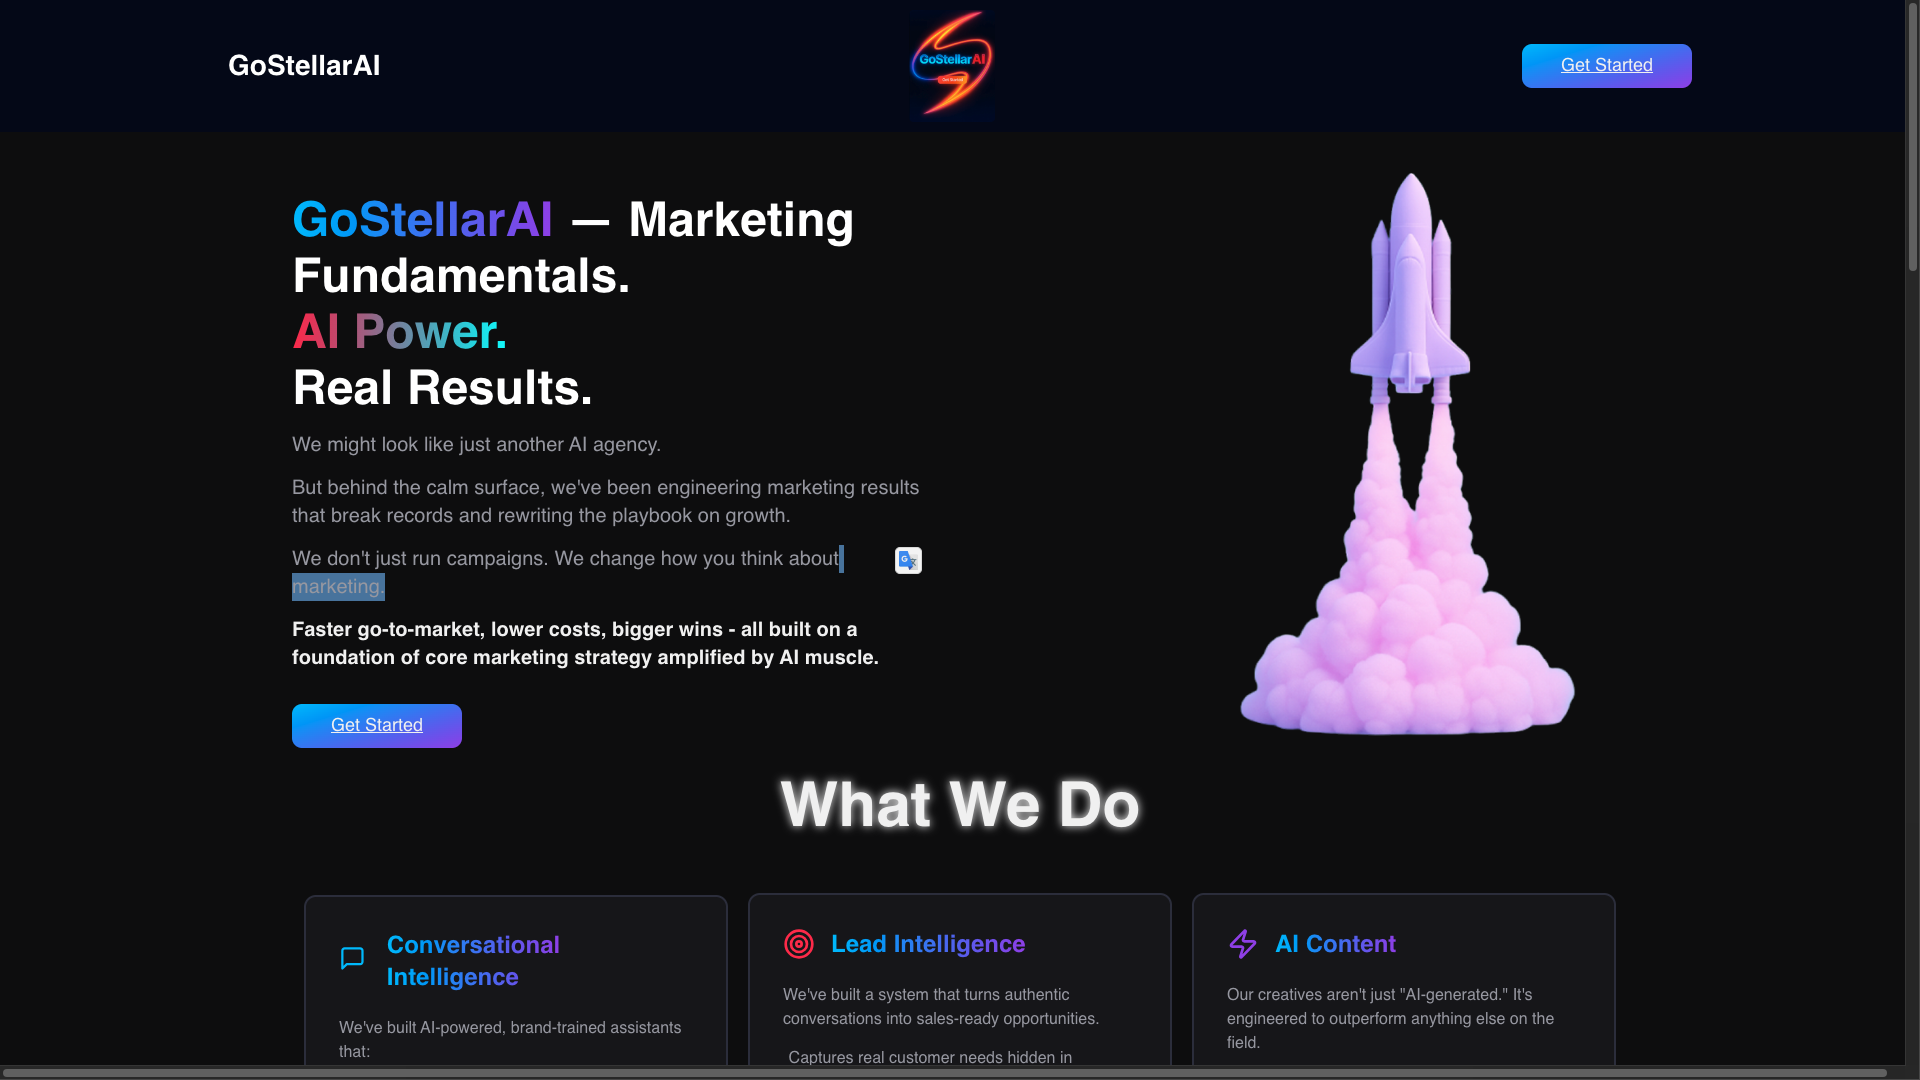 GoStellarAI
GoStellarAI
Get Started
GoStellarAI — Marketing
Fundamentals.
AI Power.
Real Results.
We might look like just another AI agency.
But behind the calm surface, we've been engineering marketing results
that break records and rewriting the playbook on growth.
We don't just run campaigns. We change how you think about
marketing.
Faster go-to-market, lower costs, bigger wins - all built on a
foundation of core marketing strategy amplified by AI muscle.
Get Started
What We Do
Conversational
Intelligence
We've built AI-powered, brand-trained assistants
that:
Lead Intelligence
We've built a system that turns authentic
conversations into sales-ready opportunities.
Captures real customer needs hidden in
AI Content
Our creatives aren't just "AI-generated." It's
engineered to outperform anything else on the
field.